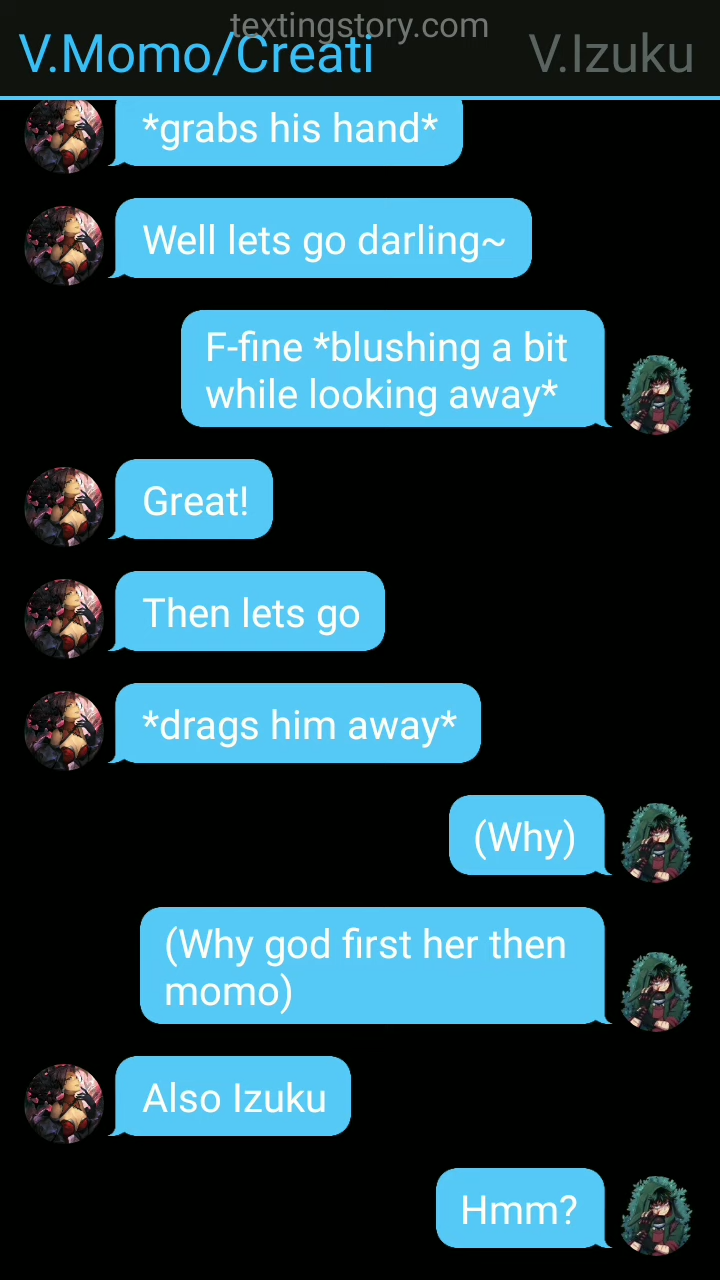 textingstory.com
V.Momo/Creati
V.Izuku
*grabs his hand*
Well lets go darling~
F-fine *blushing a bit
while looking away*
Great!
Then lets go
*drags him away*
(Why)
(Why god first her then
momo)
Also Izuku
Hmm?